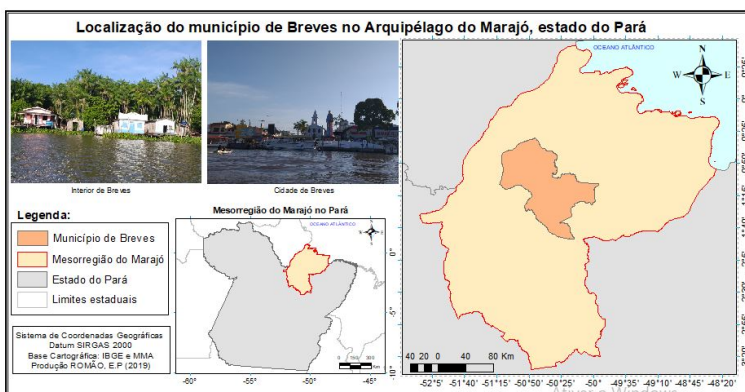 Localização do município de Breves no Arquipélago do Marajó, estado do Pará
Interior de Breves
Cidade de Breves
Legenda:
Município de Breves
Mesorregião do Marajó
Estado do Pará
Limites estaduais
Sistema de Coordenadas Geográficas
Datum SIRGAS 2000
Base Cartográfica: IBGE e MMA
Produção ROMÃO, E.P (2019)
Mesorregião do Marajó no Pará
OCEANO ATLÂNTICO
0°
-5°
-10°
-60° -55° -50° -45°
OCEANO ATLÂNTICO
N
W E
S
40 20 0 40 80 Km
-52°5' -51°40' -51°15' -50°50' -50°25' -50° -49°35' -49°10' -48°45' -48°20'